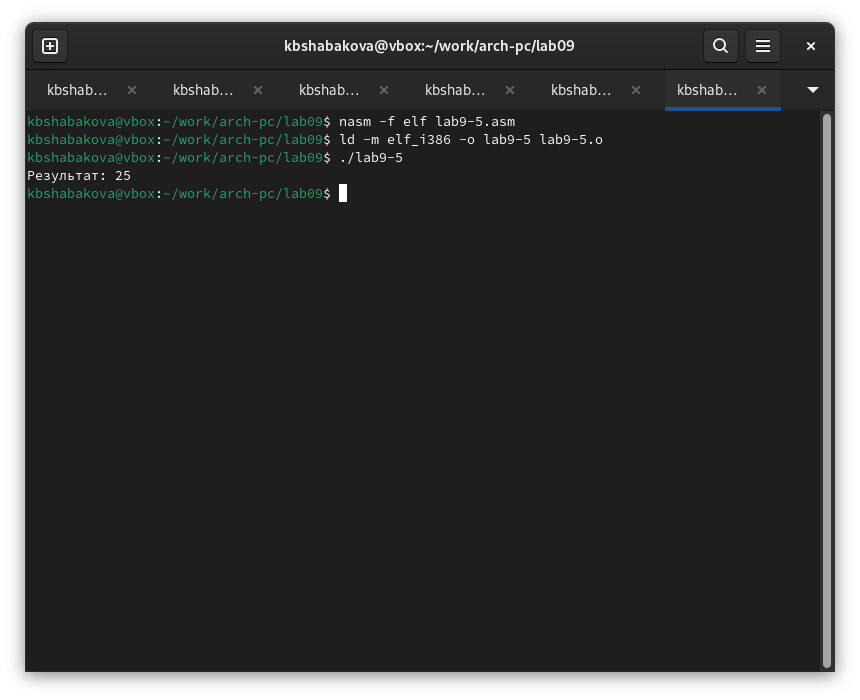 kbshabakova@vbox:~/work/arch-pc/lab09
kbshab… kbshab… kbshab… kbshab… kbshab… kbshab…
kbshabakova@vbox:~/work/arch-pc/lab09$ nasm -f elf lab9-5.asm
kbshabakova@vbox:~/work/arch-pc/lab09$ ld -m elf_i386 -o lab9-5 lab9-5.o
kbshabakova@vbox:~/work/arch-pc/lab09$ ./lab9-5
Результат: 25
kbshabakova@vbox:~/work/arch-pc/lab09$